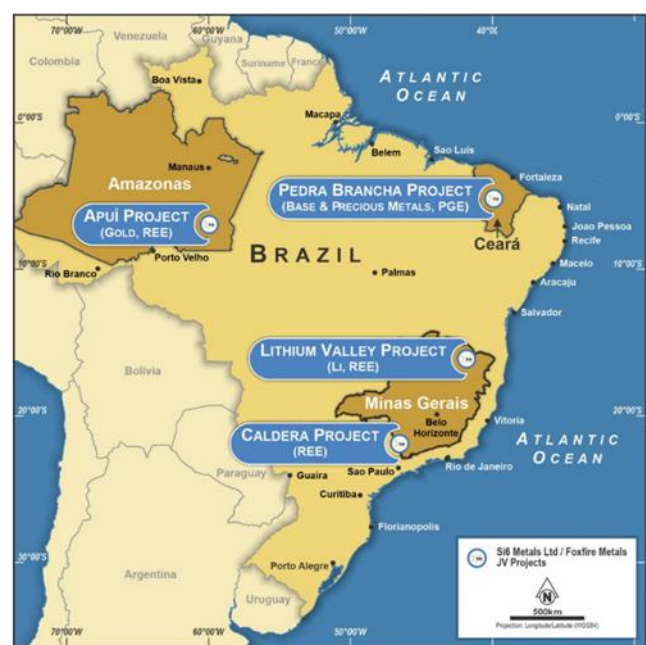 70°00'W
60°00'W
50°00'W
40°00'W
Venezuela
Guyana
Colombia
Suriname
France
ATLANTIC
OCEAN
Boa Vista
0°00'S
0°00'S
Macapa
Belem
Sao Luis
Fortaleza
Manaus
Amazonas
PEDRA BRANCHA PROJECT
(BASE & PRECIOUS METALS, PGE)
Natal
APUÍ PROJECT
(GOLD, REE)
Ceará
Joao Pessoa
Recife
BRAZIL
Porto Velho
Maceio
Rio Branco
10°00'S
10°00'S
Palmas
Aracaju
Salvador
Bolivia
LITHIUM VALLEY PROJECT
(LI, REE)
Minas Gerais
Belo
Horizonte
20°00'S
20°00'S
Vitoria
CALDERA PROJECT
(REE)
ATLANTIC
OCEAN
Sao Paulo
Rio de Janeiro
Paraguay
Guaira
Curitiba
Florianopolis
Si6 Metals Ltd / Foxfire Metals
JV Projects
30°00'S
Porto Alegre
Argentina
N
500km
Projection, Longitude/Latitude (WGS84)
Uruguay
70°00'W
60°00'W
50°00'W